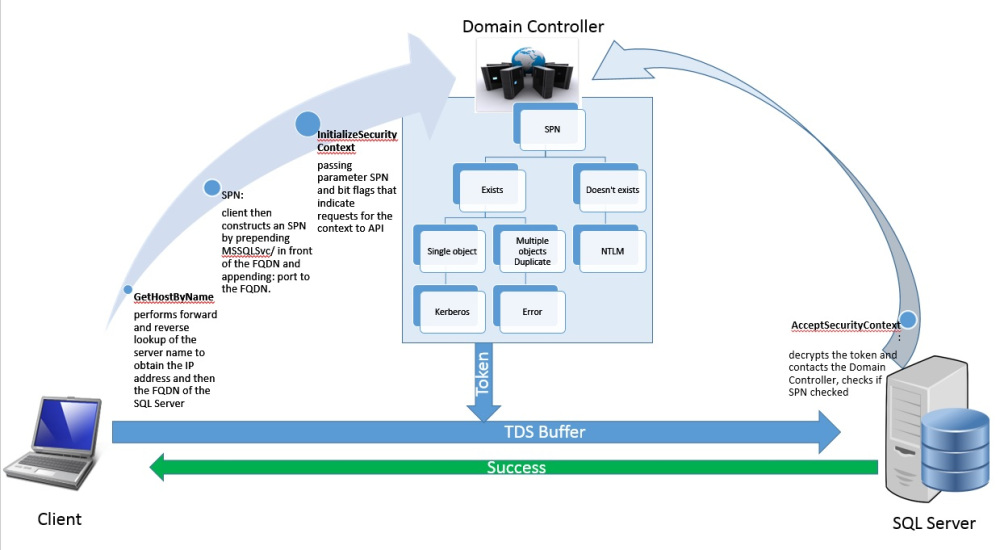 Domain Controller
InitializeSecurity
Context
passing
parameter SPN
and bit flags that
indicate
requests for the
context to API
SPN:
client then
constructs an SPN
by prepending
MSSQLSvc/ in front
of the FQDN and
appending: port to
the FQDN.
GetHostByName
performs forward
and reverse
lookup of the
server name to
obtain the IP
address and then
the FQDN of the
SQL Server
SPN
Exists
Doesn't exists
Single object
Multiple
objects
Duplicate
NTLM
Kerberos
Error
Token
AcceptSecurityContext
:
decrypts the token and
contacts the Domain
Controller, checks if
SPN checked
TDS Buffer
Success
Client
SQL Server